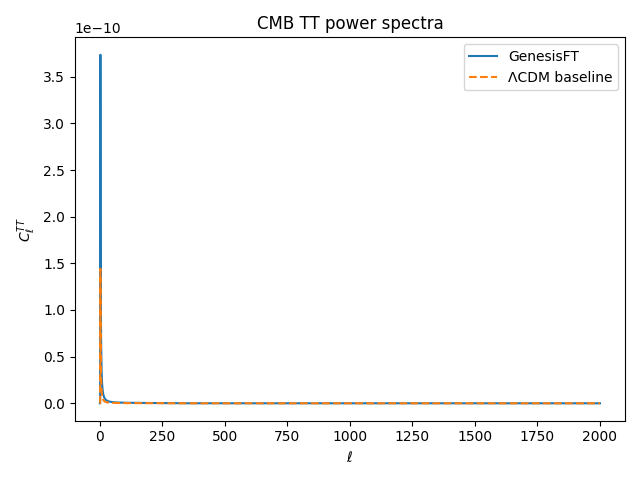 CMB TT power spectra
1e−10
GenesisFT
ΛCDM baseline
3.5
3.0
2.5
2.0
1.5
1.0
0.5
0.0
C_ℓ^{TT}
0 250 500 750 1000 1250 1500 1750 2000
ℓ